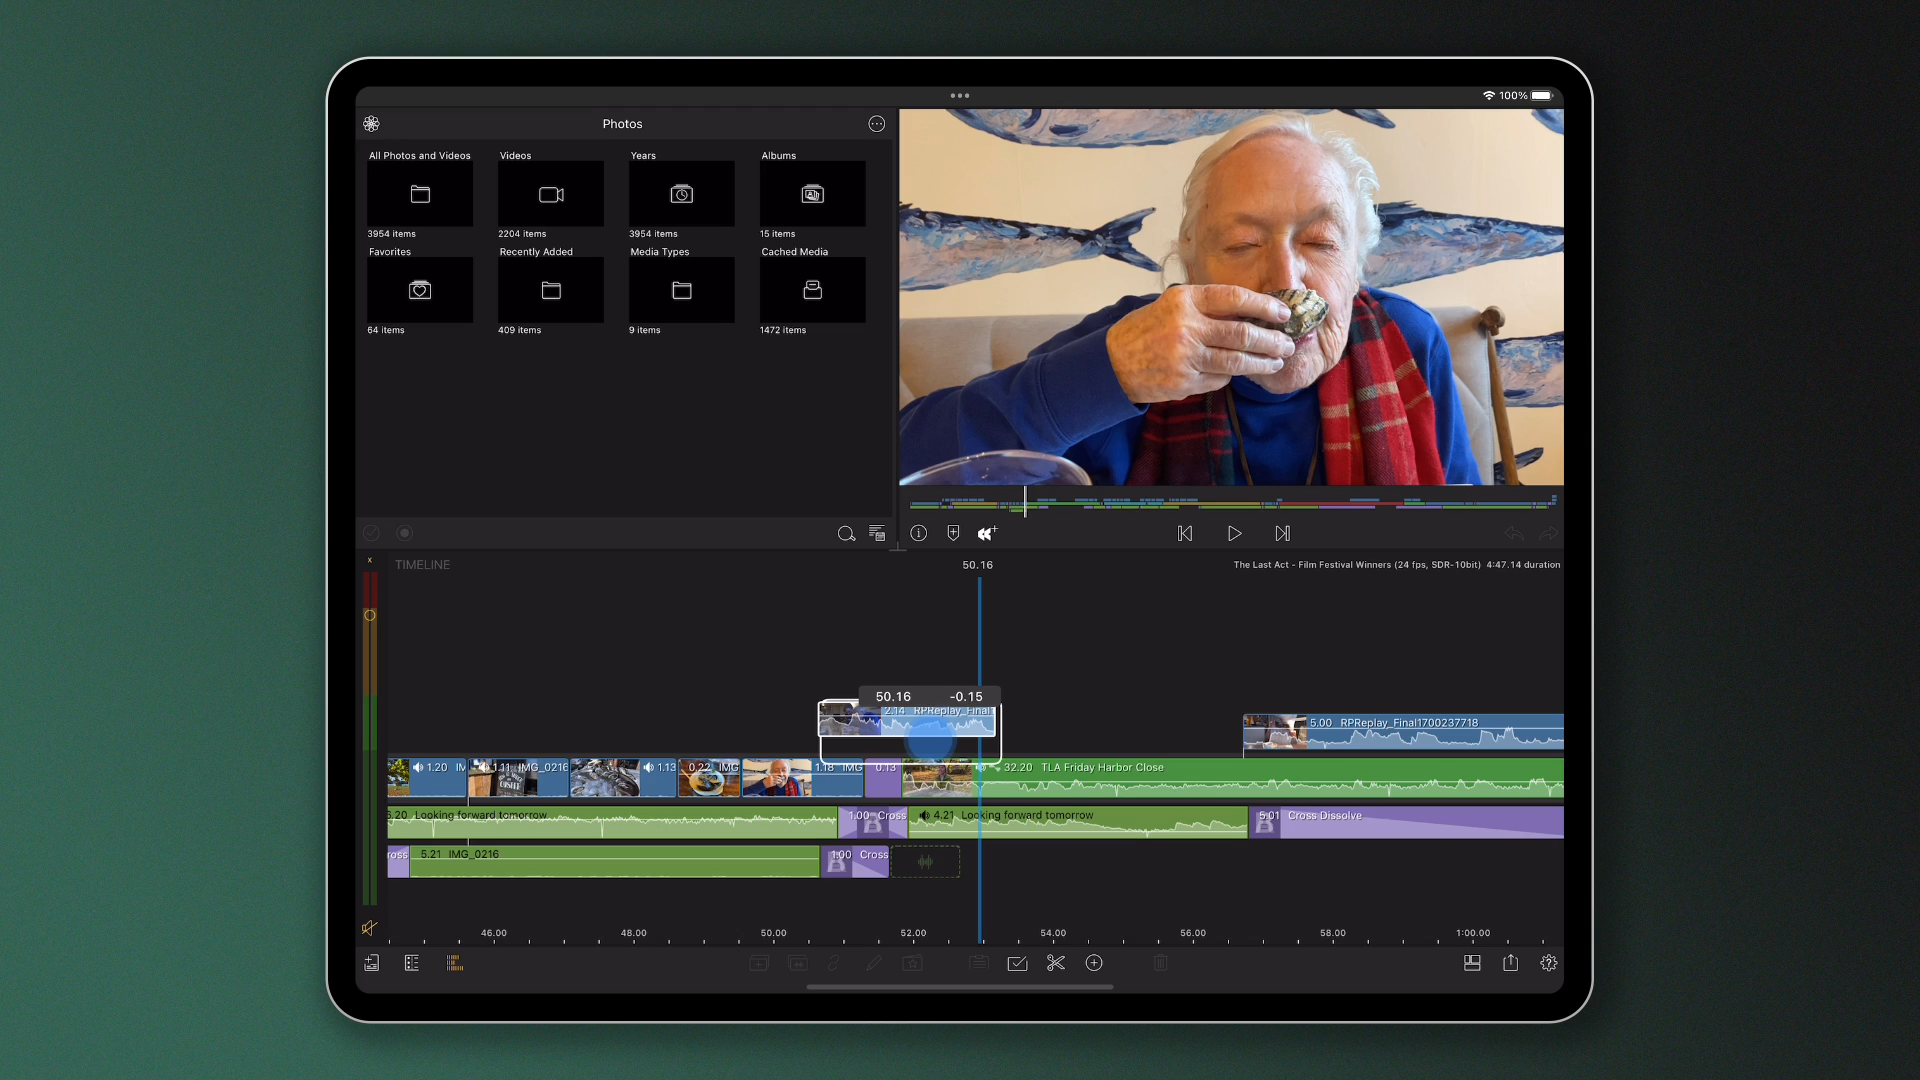 100%
Photos
All Photos and Videos
Videos
Years
Albums
3954 items
2204 items
3954 items
15 items
Favorites
Recently Added
Media Types
Cached Media
64 items
409 items
9 items
1472 items
x
TIMELINE
50.16
The Last Act - Film Festival Winners (24 fps, SDR-10bit) 4:47.14 duration
50.16 -0.15
2.14 RPReplay_Final1
5.00 RPReplay_Final1700237718
1.20 IM
1.11 IMG_0216
1.13
0.22 IMG
1.18 IMG
0.13
32.20 TLA Friday Harbor Close
6.20 Looking forward tomorrow
1.00 Cross
4.21 Looking forward tomorrow
5.01 Cross Dissolve
ross
5.21 IMG_0216
1.00 Cross
46.00
48.00
50.00
52.00
54.00
56.00
58.00
1:00.00